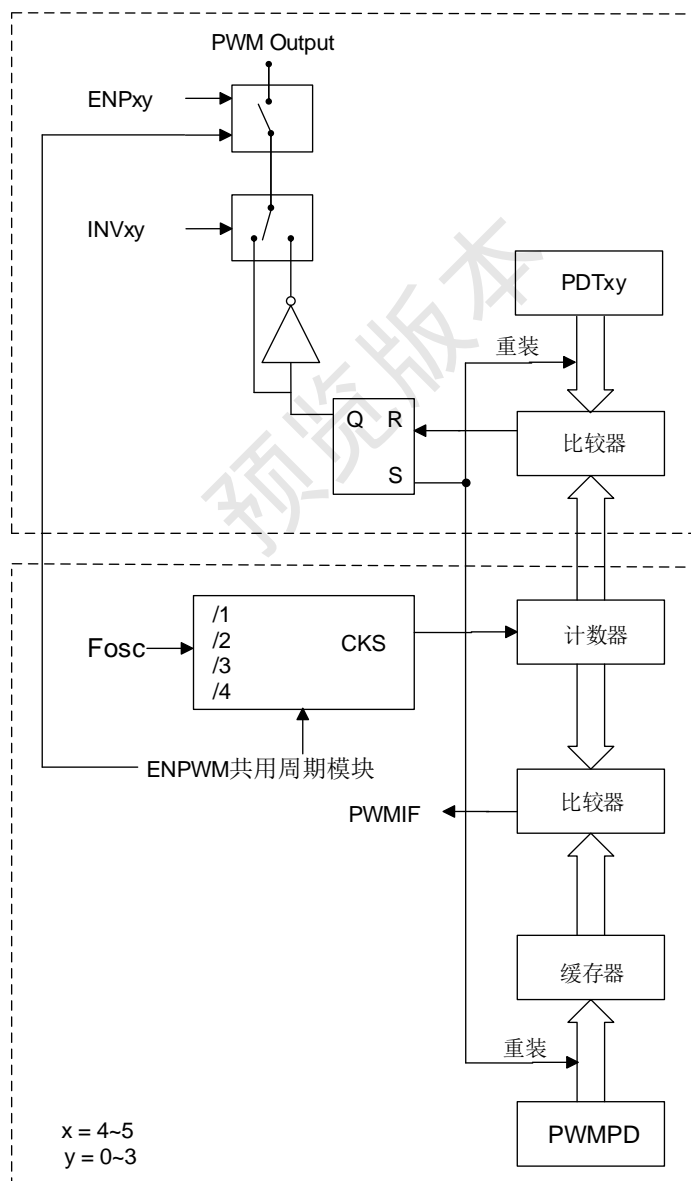 PWM Output
ENPxy
INVxy
PDTxy
重装
Q R
S
比较器
预览版本
/1
/2
/3
/4
CKS
Fosc
计数器
ENPWM共用周期模块
比较器
PWMIF
缓存器
重装
PWMPD
x = 4~5
y = 0~3